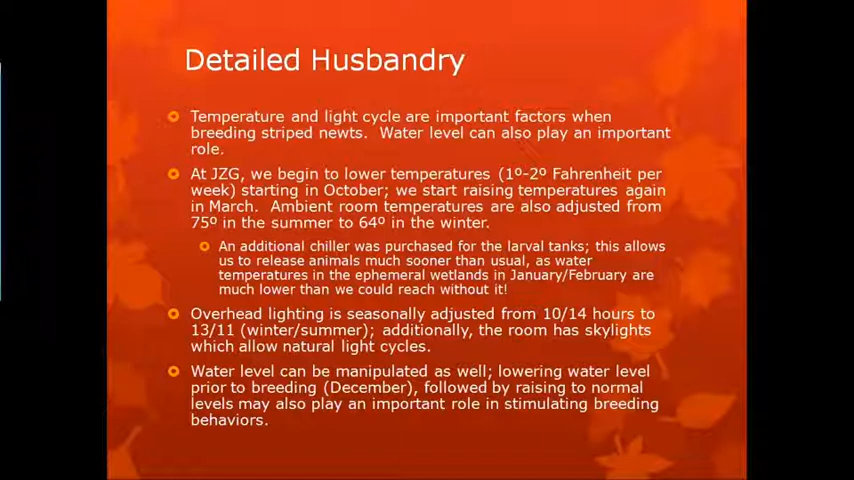 Detailed Husbandry
Temperature and light cycle are important factors when
breeding striped newts.  Water level can also play an important
role.
At JZG, we begin to lower temperatures (1º-2º Fahrenheit per
week) starting in October; we start raising temperatures again
in March.  Ambient room temperatures are also adjusted from
75º in the summer to 64º in the winter.
An additional chiller was purchased for the larval tanks; this allows
us to release animals much sooner than usual, as water
temperatures in the ephemeral wetlands in January/February are
much lower than we could reach without it!
Overhead lighting is seasonally adjusted from 10/14 hours to
13/11 (winter/summer); additionally, the room has skylights
which allow natural light cycles.
Water level can be manipulated as well; lowering water level
prior to breeding (December), followed by raising to normal
levels may also play an important role in stimulating breeding
behaviors.